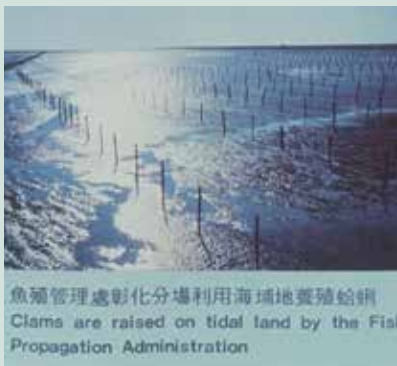 魚殖管理處彰化分場利用海埔地養殖蛤蜊
Clams are raised on tidal land by the Fis
Propagation Administration